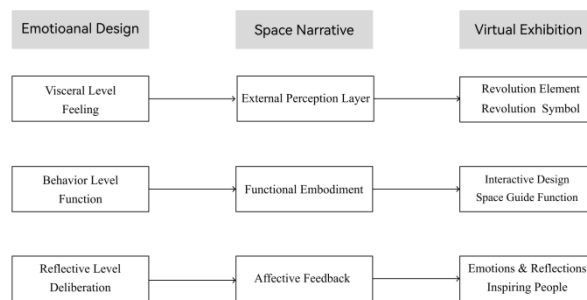 Emotioanal Design
Space Narrative
Virtual Exhibition
Visceral Level
Feeling
External Perception Layer
Revolution Element
Revolution Symbol
Behavior Level
Function
Functional Embodiment
Interactive Design
Space Guide Function
Reflective Level
Deliberation
Affective Feedback
Emotions & Reflections
Inspiring People